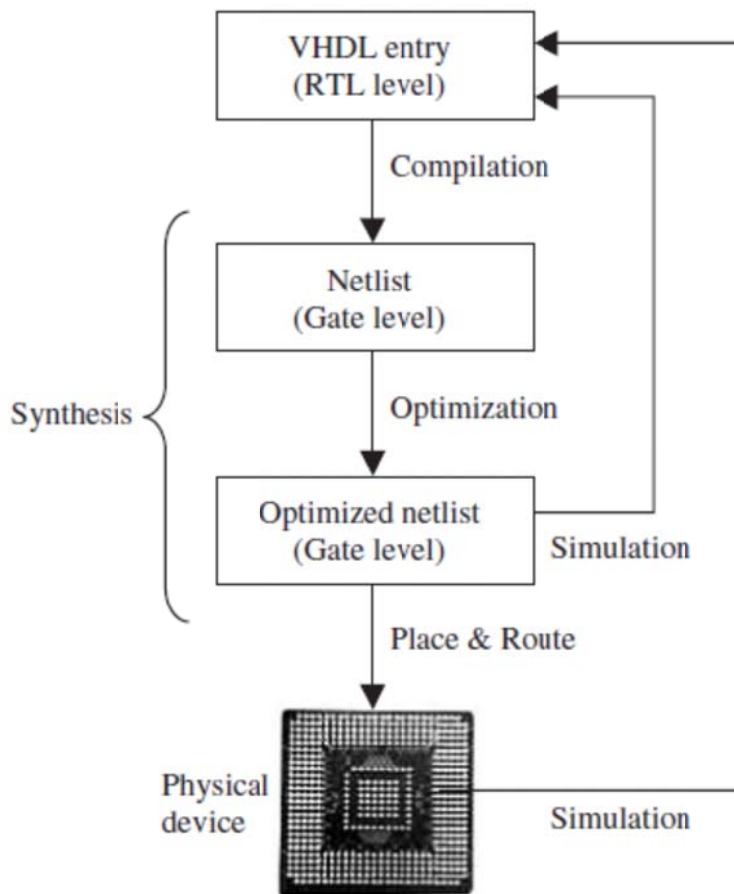 VHDL entry
(RTL level)
Compilation
Netlist
(Gate level)
Synthesis
Optimization
Optimized netlist
(Gate level)
Simulation
Place & Route
Physical
device
Simulation